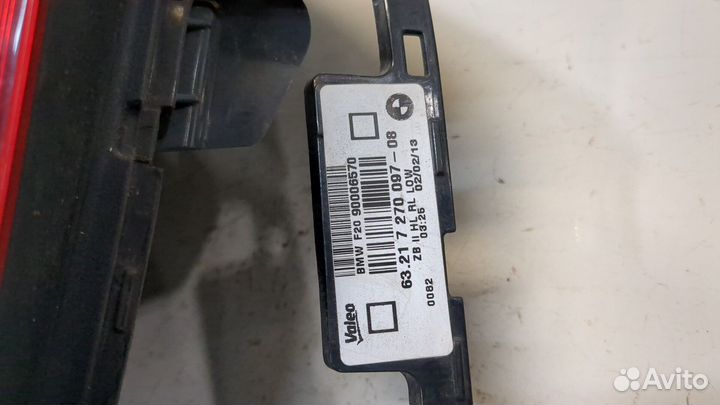 Valeo
BMW F20 90006570
63.21 7 270 097-08
ZB II HL RL LOW
0082 03:25 02/02/13
Avito